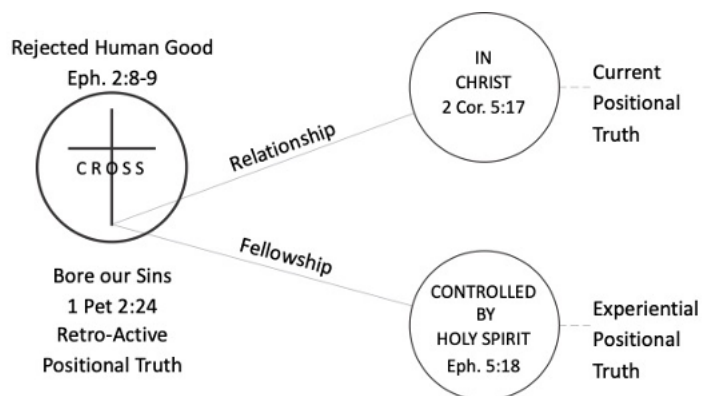 Rejected Human Good
Eph. 2:8-9
CROSS
Bore our Sins
1 Pet 2:24
Retro-Active
Positional Truth
Relationship
Fellowship
IN
CHRIST
2 Cor. 5:17
Current
Positional
Truth
CONTROLLED
BY
HOLY SPIRIT
Eph. 5:18
Experiential
Positional
Truth